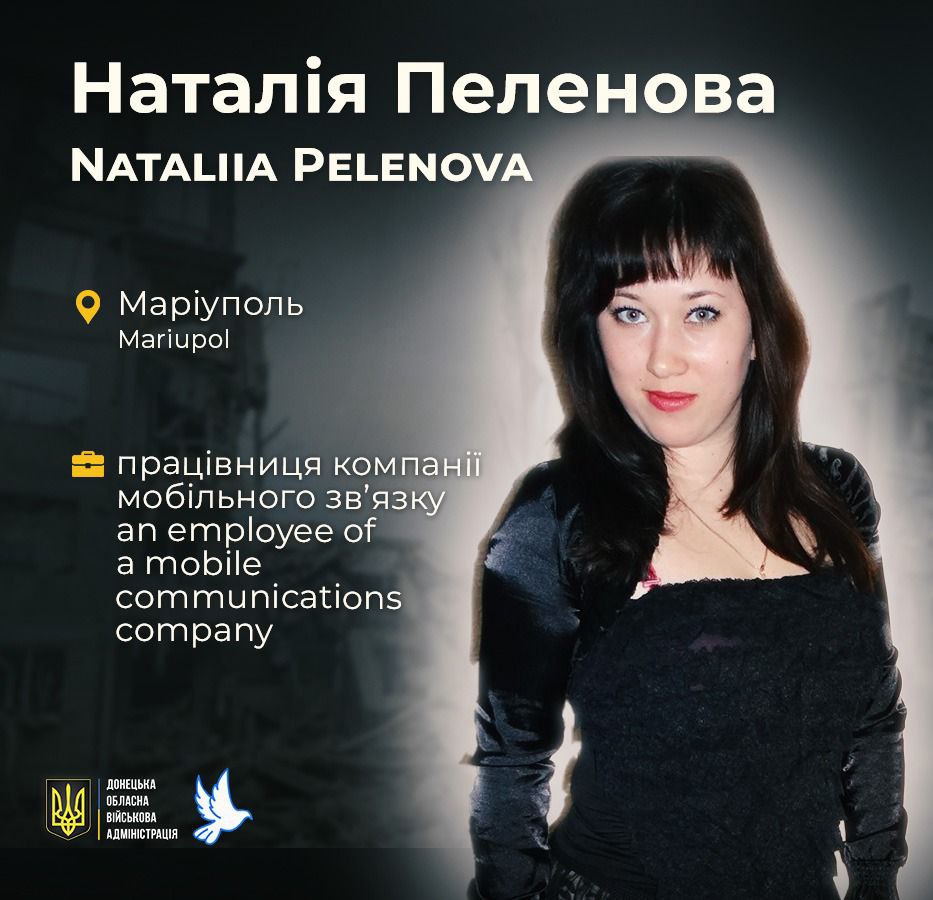 Наталія Пеленова
Nataliia Pelenova
Маріуполь
Mariupol
працівниця компанії
мобільного зв’язку
an employee of
a mobile
communications
company
ДОНЕЦЬКА
ОБЛАСНА
ВІЙСЬКОВА
АДМІНІСТРАЦІЯ